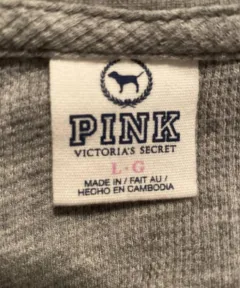 PINK
VICTORIA'S SECRET
L·G
MADE IN / FAIT AU /
HECHO EN CAMBODIA